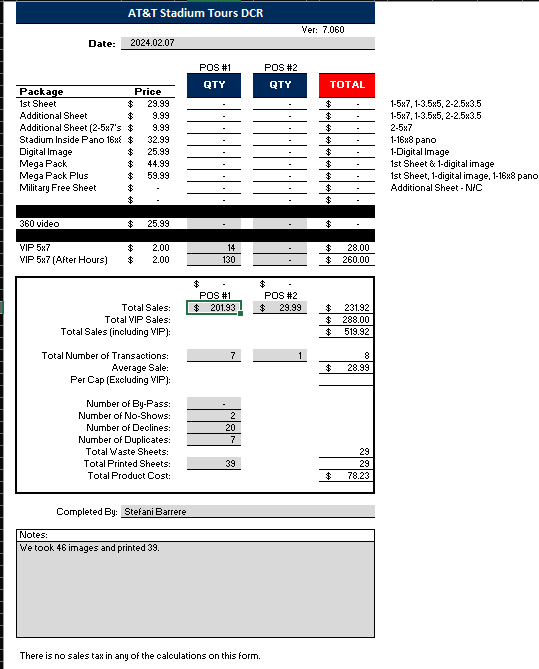 AT&T Stadium Tours DCR
Ver: 7.060
Date: 2024.02.07
POS #1 POS #2
Package Price QTY QTY TOTAL
1st Sheet $ 29.99 - - $ - 1-5x7, 1-3.5x5, 2-2.5x3.5
Additional Sheet $ 9.99 - - $ - 1-5x7, 1-3.5x5, 2-2.5x3.5
Additional Sheet (2-5x7's $ 9.99 - - $ - 2-5x7
Stadium Inside Pano 16x8 $ 32.99 - - $ - 1-16x8 pano
Digital Image $ 25.99 - - $ - 1-Digital Image
Mega Pack $ 44.99 - - $ - 1st Sheet & 1-digital image
Mega Pack Plus $ 59.99 - - $ - 1st Sheet, 1-digital image, 1-16x8 pano
Military Free Sheet $ - - - $ - Additional Sheet - N/C
$ - - - $ -
360 video $ 25.99 - - $ -
VIP 5x7 $ 2.00 14 - $ 28.00
VIP 5x7 (After Hours) $ 2.00 130 - $ 260.00
$ - $ -
POS #1 POS #2
Total Sales: $ 201.93 $ 29.99 $ 231.92
Total VIP Sales: $ 288.00
Total Sales (including VIP): $ 519.92
Total Number of Transactions: 7 1 8
Average Sale: $ 28.99
Per Cap (Excluding VIP):
Number of By-Pass: -
Number of No-Shows: 2
Number of Declines: 20
Number of Duplicates: 7
Total Waste Sheets: 29
Total Printed Sheets: 39 29
Total Product Cost: $ 78.23
Completed By: Stefani Barrere
Notes:
We took 46 images and printed 39.
There is no sales tax in any of the calculations on this form.